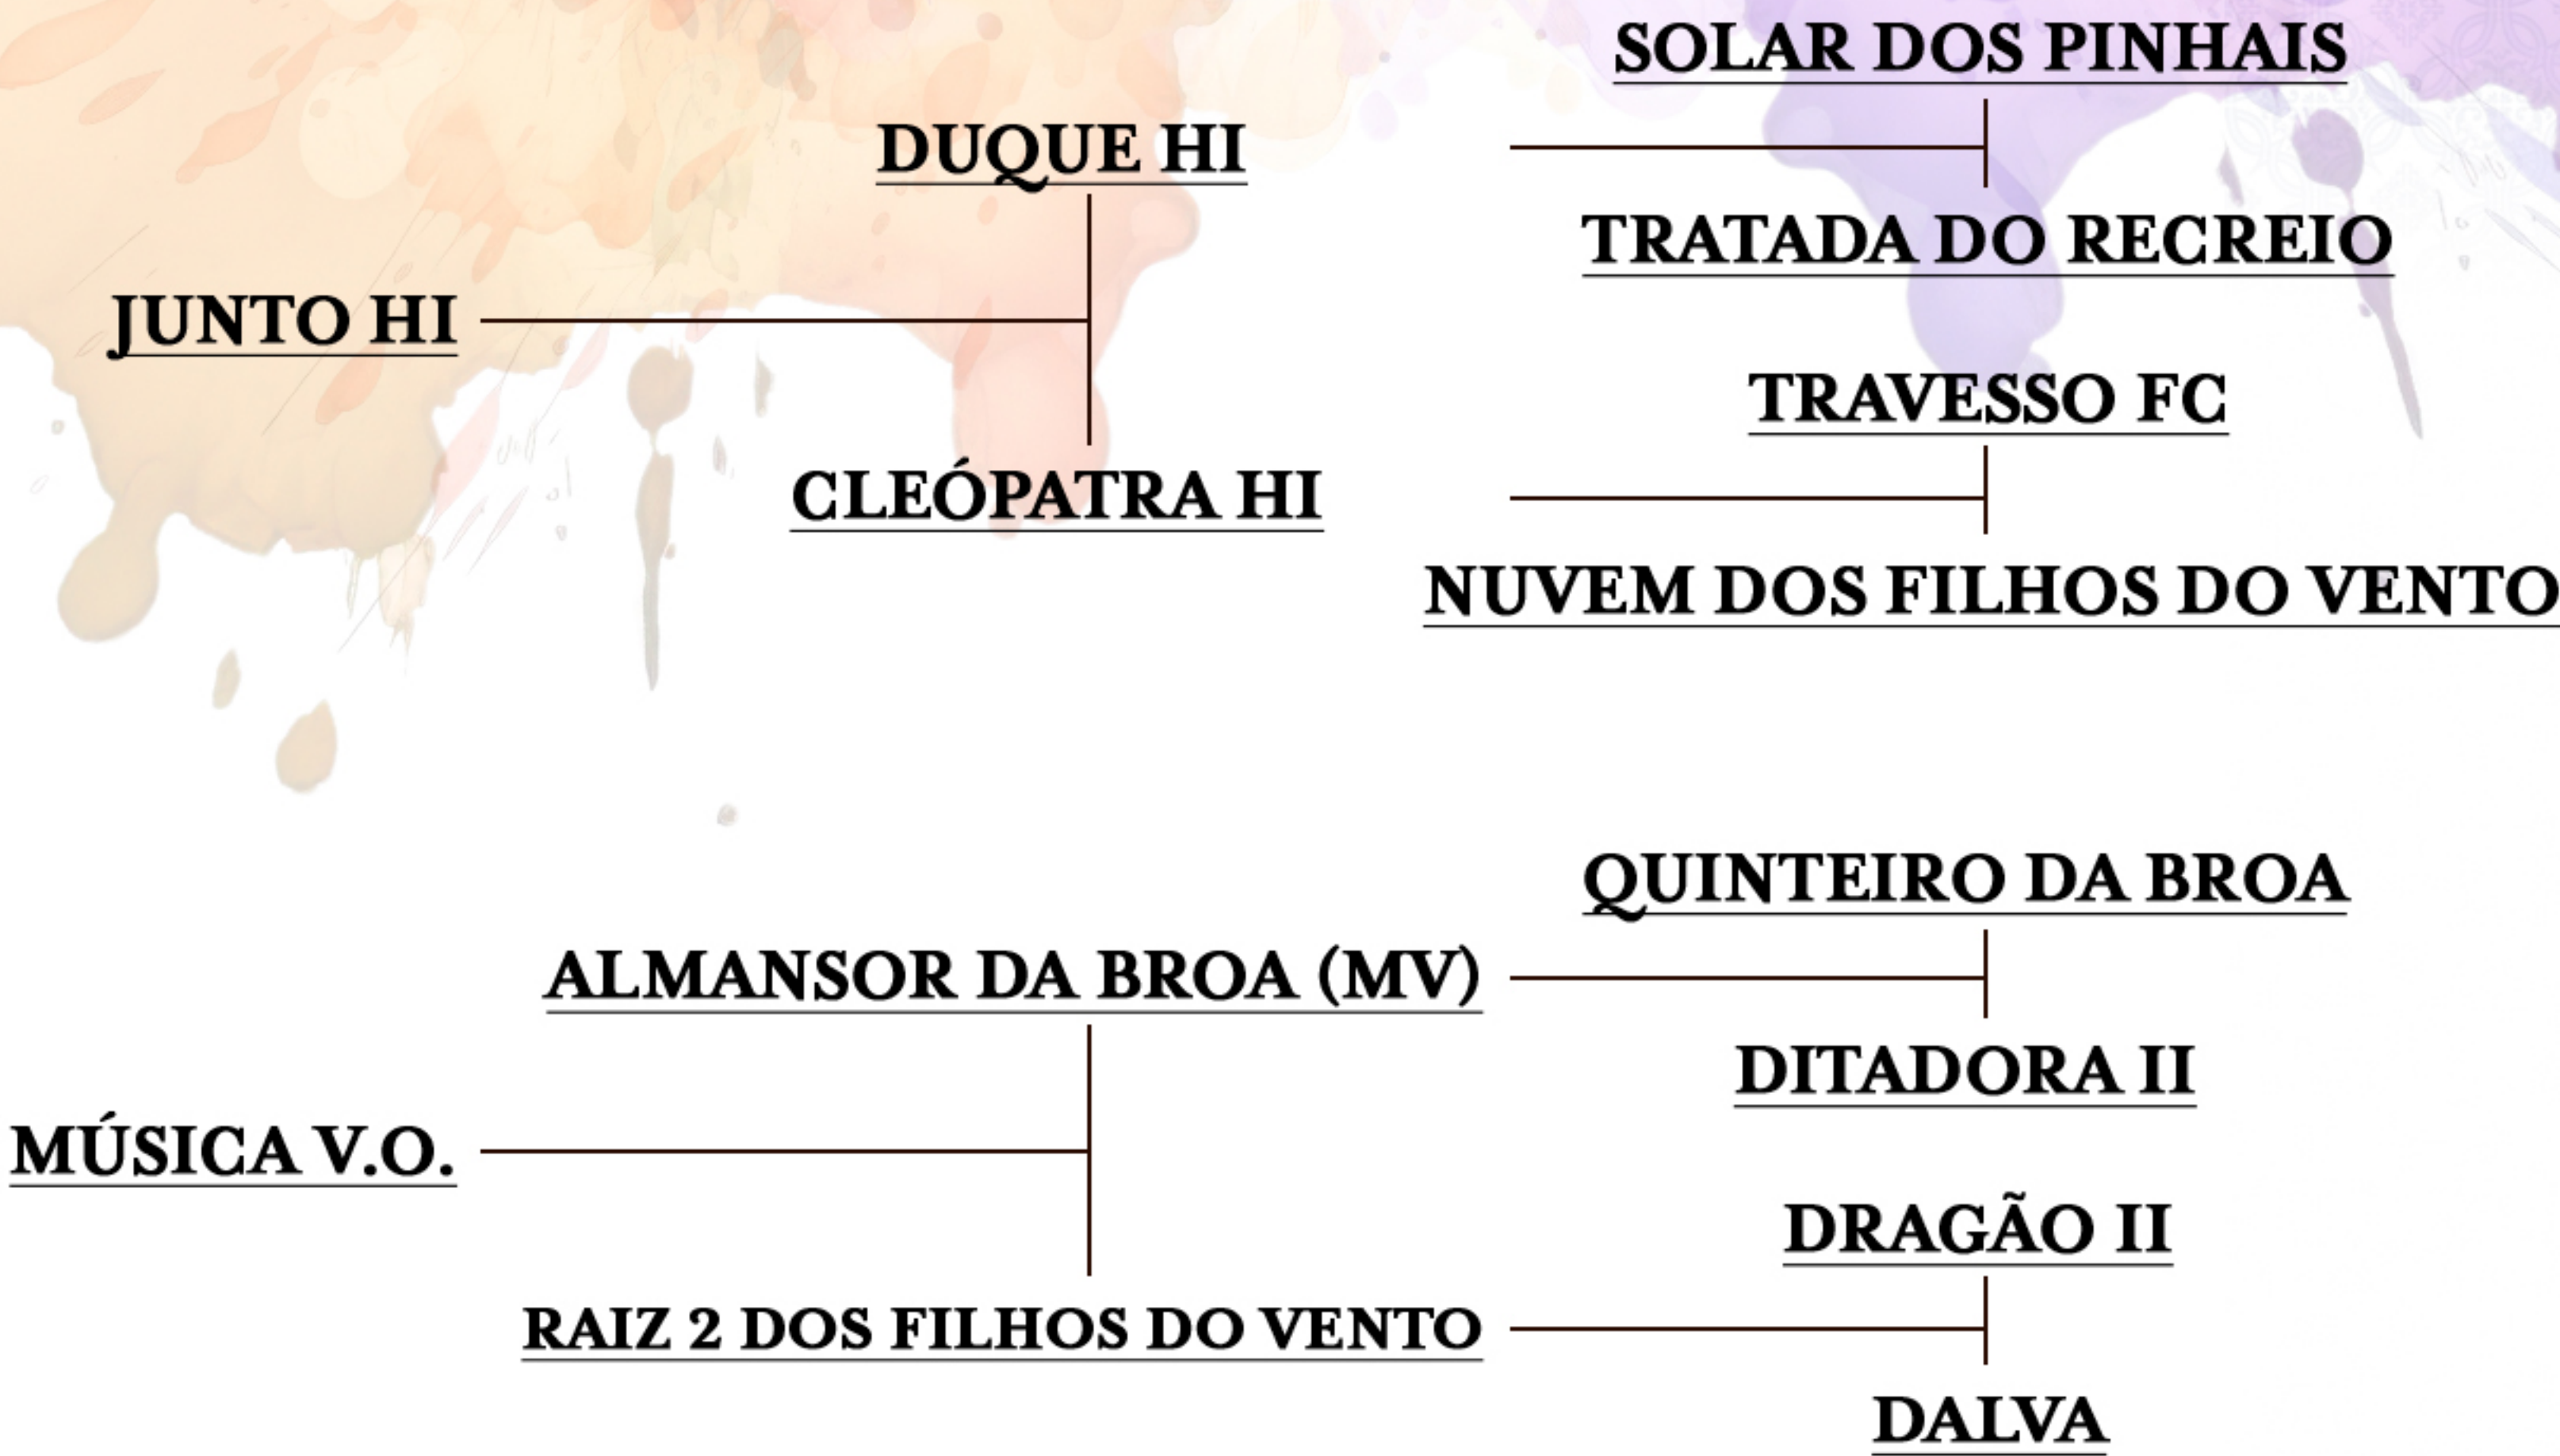 SOLAR DOS PINHAIS
DUQUE HI
TRATADA DO RECREIO
JUNTO HI
TRAVESSO FC
CLEÓPATRA HI
NUVEM DOS FILHOS DO VENTO
QUINTEIRO DA BROA
ALMANSOR DA BROA (MV)
DITADORA II
MÚSICA V.O.
DRAGÃO II
RAIZ 2 DOS FILHOS DO VENTO
DALVA